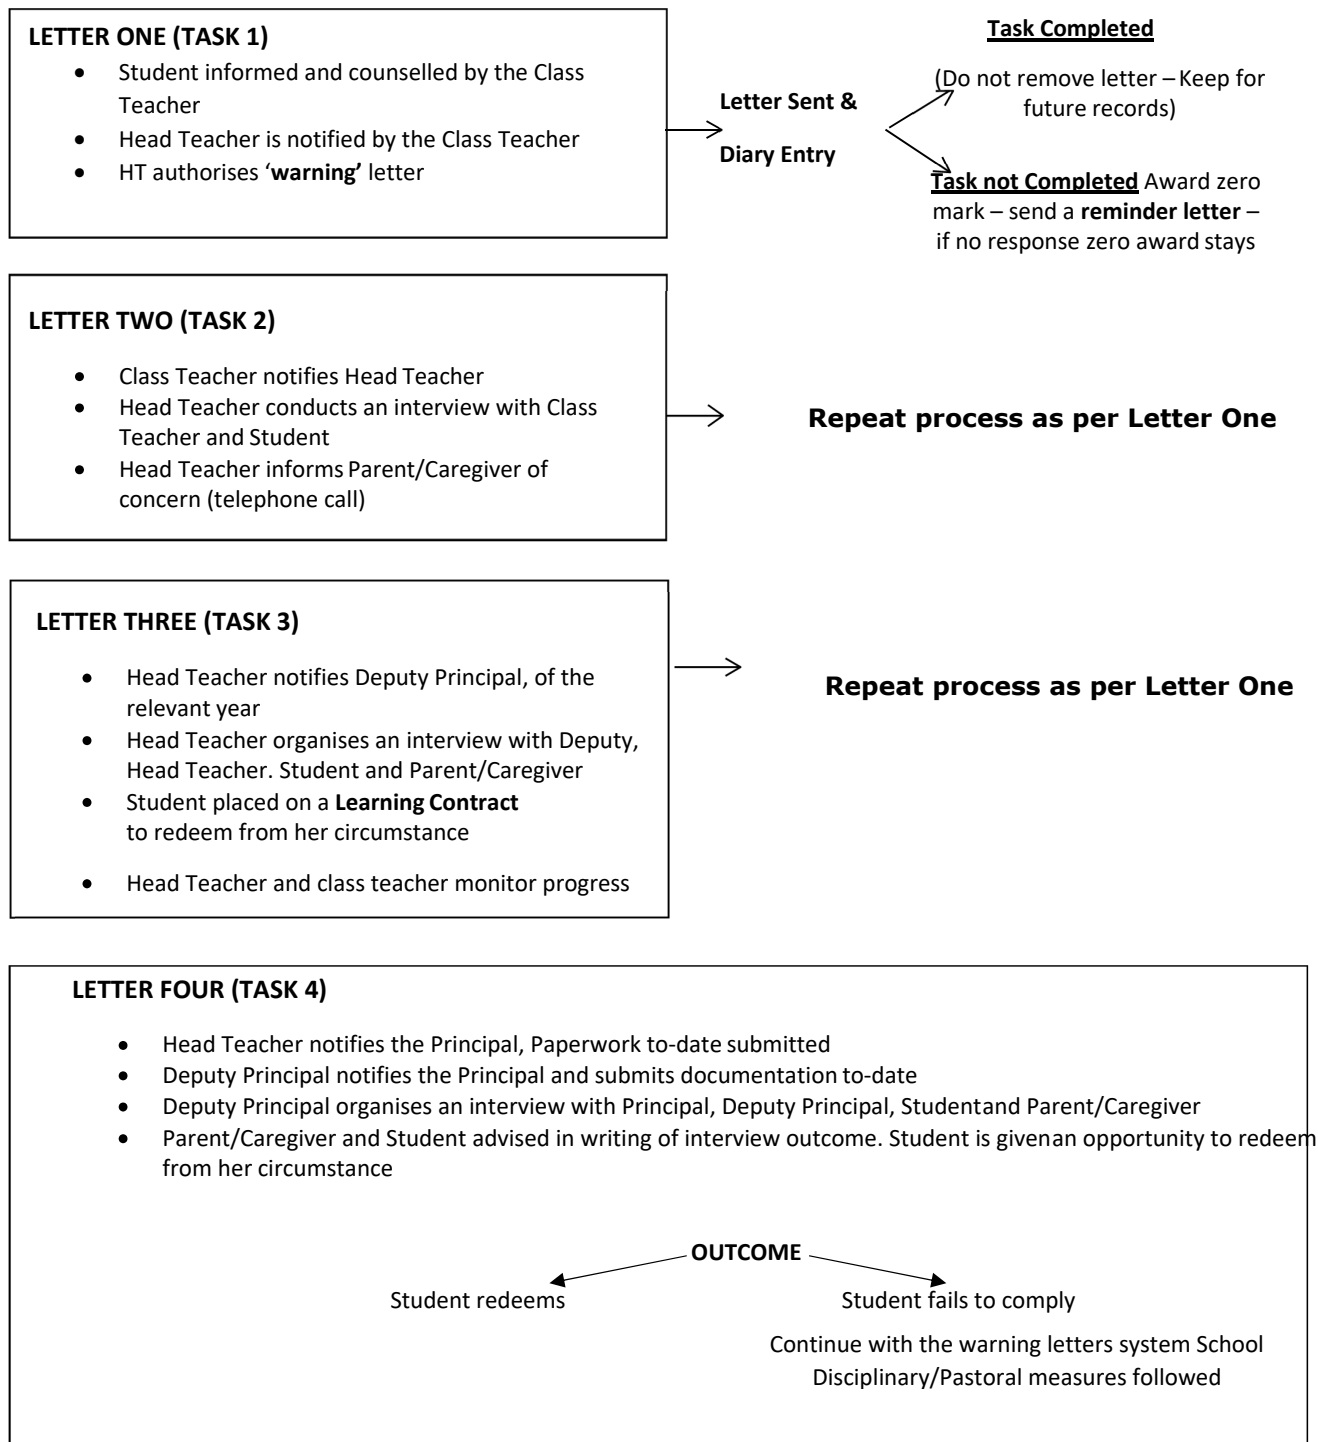 LETTER ONE (TASK 1)
• Student informed and counselled by the Class
Teacher
• Head Teacher is notified by the Class Teacher
• HT authorises ‘warning’ letter
Letter Sent &
Diary Entry
Task Completed
(Do not remove letter – Keep for
future records)
Task not Completed Award zero
mark – send a reminder letter –
if no response zero award stays
LETTER TWO (TASK 2)
• Class Teacher notifies Head Teacher
• Head Teacher conducts an interview with Class
Teacher and Student
• Head Teacher informs Parent/Caregiver of
concern (telephone call)
Repeat process as per Letter One
LETTER THREE (TASK 3)
• Head Teacher notifies Deputy Principal, of the
relevant year
• Head Teacher organises an interview with Deputy,
Head Teacher. Student and Parent/Caregiver
• Student placed on a Learning Contract
to redeem from her circumstance
• Head Teacher and class teacher monitor progress
Repeat process as per Letter One
LETTER FOUR (TASK 4)
• Head Teacher notifies the Principal, Paperwork to-date submitted
• Deputy Principal notifies the Principal and submits documentation to-date
• Deputy Principal organises an interview with Principal, Deputy Principal, Studentand Parent/Caregiver
• Parent/Caregiver and Student advised in writing of interview outcome. Student is givenan opportunity to redeem
from her circumstance
OUTCOME
Student redeems
Student fails to comply
Continue with the warning letters system School
Disciplinary/Pastoral measures followed